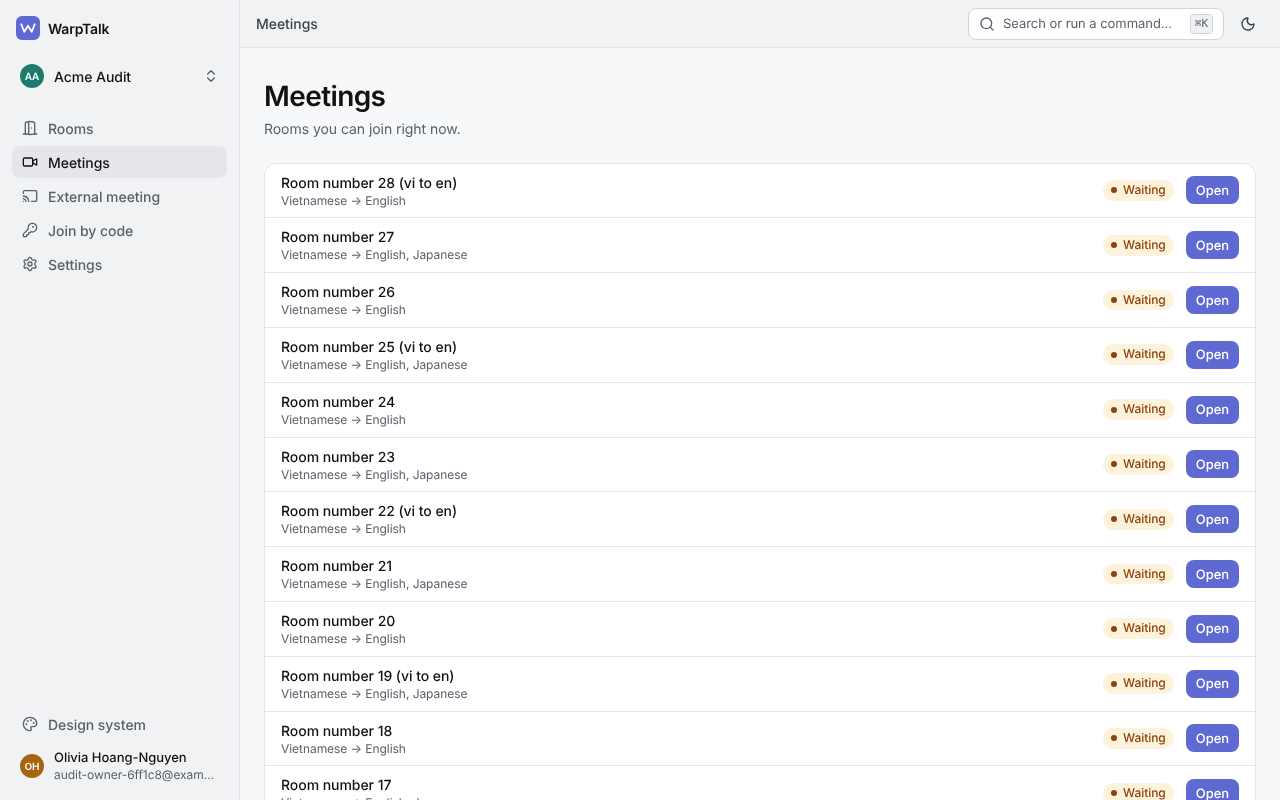 WarpTalk
AA
Acme Audit
Rooms
Meetings
External meeting
Join by code
Settings
Design system
OH
Olivia Hoang-Nguyen
audit-owner-6ff1c8@exam…
Meetings
Search or run a command…
⌘K
Meetings
Rooms you can join right now.
Room number 28 (vi to en)
Vietnamese → English
Waiting
Open
Room number 27
Vietnamese → English, Japanese
Waiting
Open
Room number 26
Vietnamese → English
Waiting
Open
Room number 25 (vi to en)
Vietnamese → English, Japanese
Waiting
Open
Room number 24
Vietnamese → English
Waiting
Open
Room number 23
Vietnamese → English, Japanese
Waiting
Open
Room number 22 (vi to en)
Vietnamese → English
Waiting
Open
Room number 21
Vietnamese → English, Japanese
Waiting
Open
Room number 20
Vietnamese → English
Waiting
Open
Room number 19 (vi to en)
Vietnamese → English, Japanese
Waiting
Open
Room number 18
Vietnamese → English
Waiting
Open
Room number 17
Waiting
Open